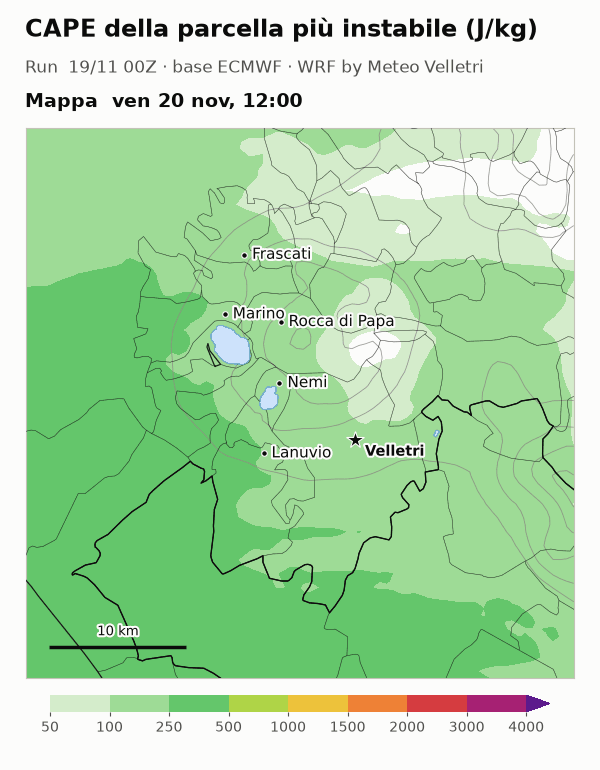 CAPE della parcella più instabile (J/kg)
Run  19/11 00Z · base ECMWF · WRF by Meteo Velletri
Mappa  ven 20 nov, 12:00
Frascati
Marino
Rocca di Papa
Nemi
Velletri
Lanuvio
10 km
50 100 250 500 1000 1500 2000 3000 4000